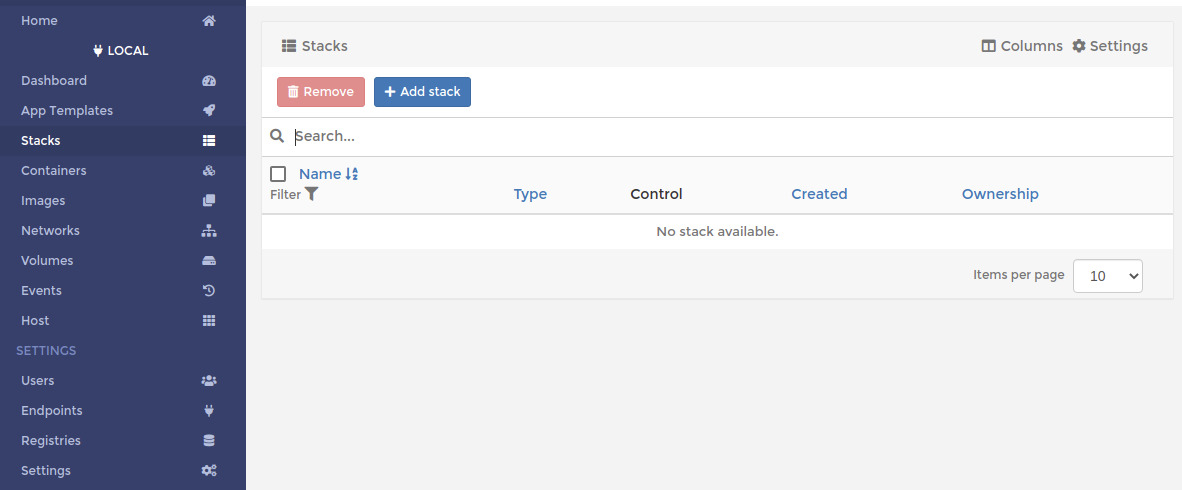 Home
LOCAL
Dashboard
App Templates
Stacks
Containers
Images
Networks
Volumes
Events
Host
SETTINGS
Users
Endpoints
Registries
Settings
Stacks
Columns Settings
Remove Add stack
Search...
Name
Filter Type Control Created Ownership
No stack available.
Items per page 10